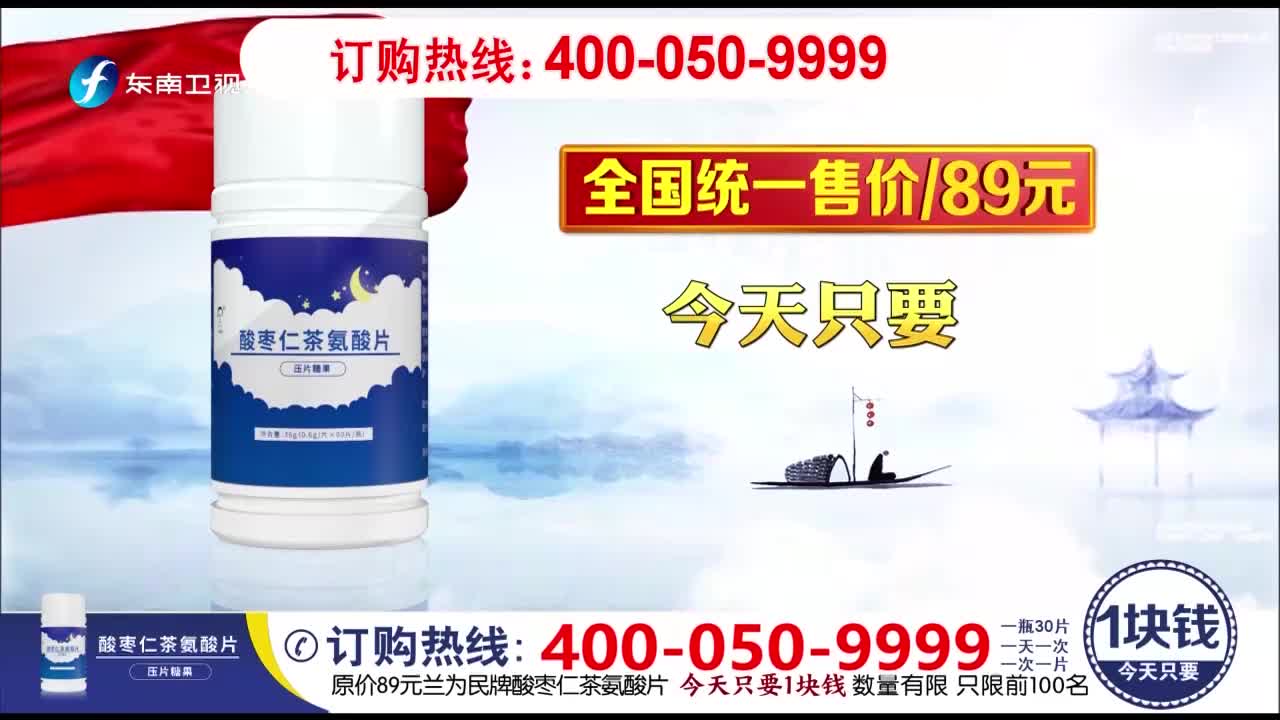 订购热线：400-050-9999
东南卫视
全国统一售价/89元
今天只要
酸枣仁茶氨酸片
压片糖果
酸枣仁茶氨酸片
压片糖果
订购热线：400-050-9999
一瓶30片
一天一次
一次一片
原价89元兰为民牌酸枣仁茶氨酸片 今天只要1块钱 数量有限 只限前100名
1块钱
今天只要